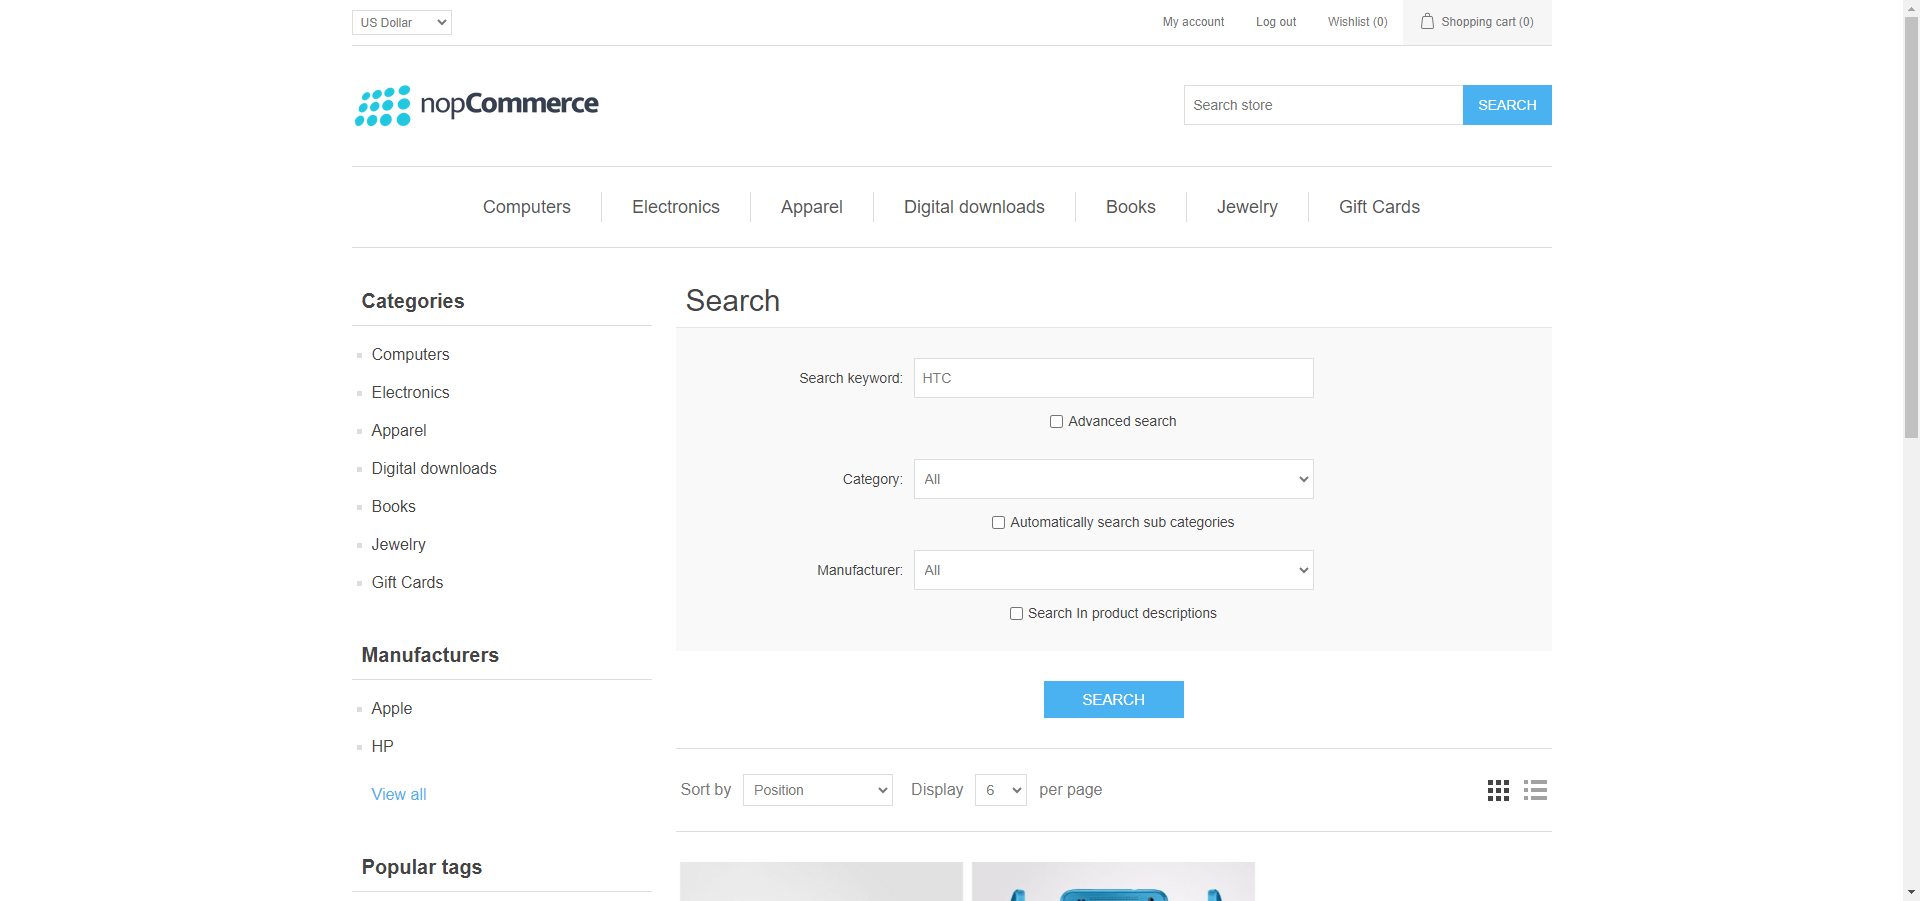 US Dollar
My account
Log out
Wishlist (0)
Shopping cart (0)
nopCommerce
Search store
SEARCH
Computers
Electronics
Apparel
Digital downloads
Books
Jewelry
Gift Cards
Categories
Computers
Electronics
Apparel
Digital downloads
Books
Jewelry
Gift Cards
Manufacturers
Apple
HP
View all
Popular tags
Search
Search keyword: HTC
Advanced search
Category: All
Automatically search sub categories
Manufacturer: All
Search In product descriptions
SEARCH
Sort by Position Display 6 per page